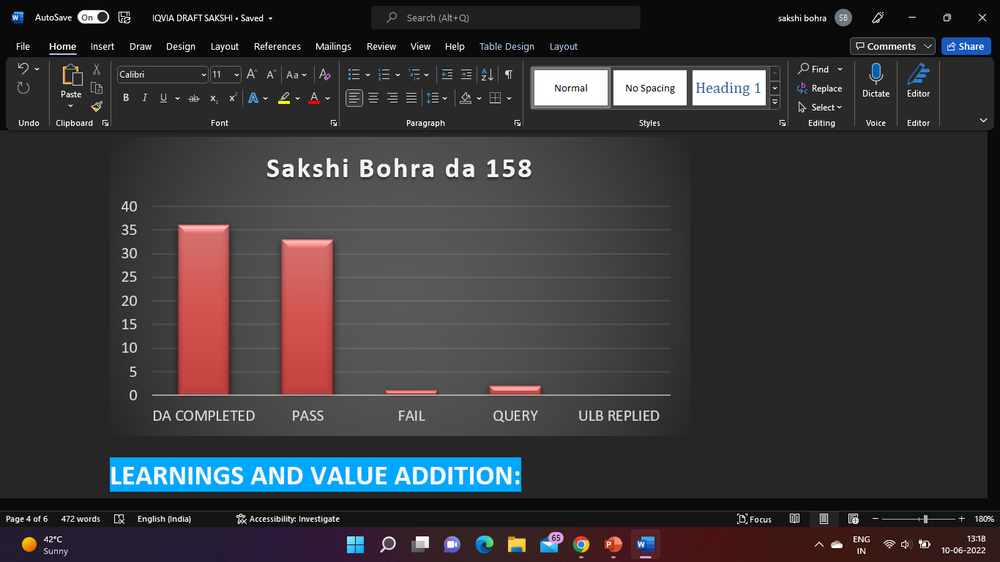 AutoSave On IQVIA DRAFT SAKSHI • Saved Search (Alt+Q) sakshi bohra SB
File Home Insert Draw Design Layout References Mailings Review View Help Table Design Layout Comments Share
Paste
Calibri 11
Aa
B I U ab x₂ x² A A
Normal No Spacing Heading 1
Find
Replace
Select
Dictate
Editor
Undo Clipboard Font Paragraph Styles Editing Voice Editor
Sakshi Bohra da 158
40
35
30
25
20
15
10
5
0
DA COMPLETED PASS FAIL QUERY ULB REPLIED
LEARNINGS AND VALUE ADDITION:
Page 4 of 6 472 words English (India) Accessibility: Investigate Focus 180%
42°C
Sunny
65
ENG
IN
13:18
10-06-2022